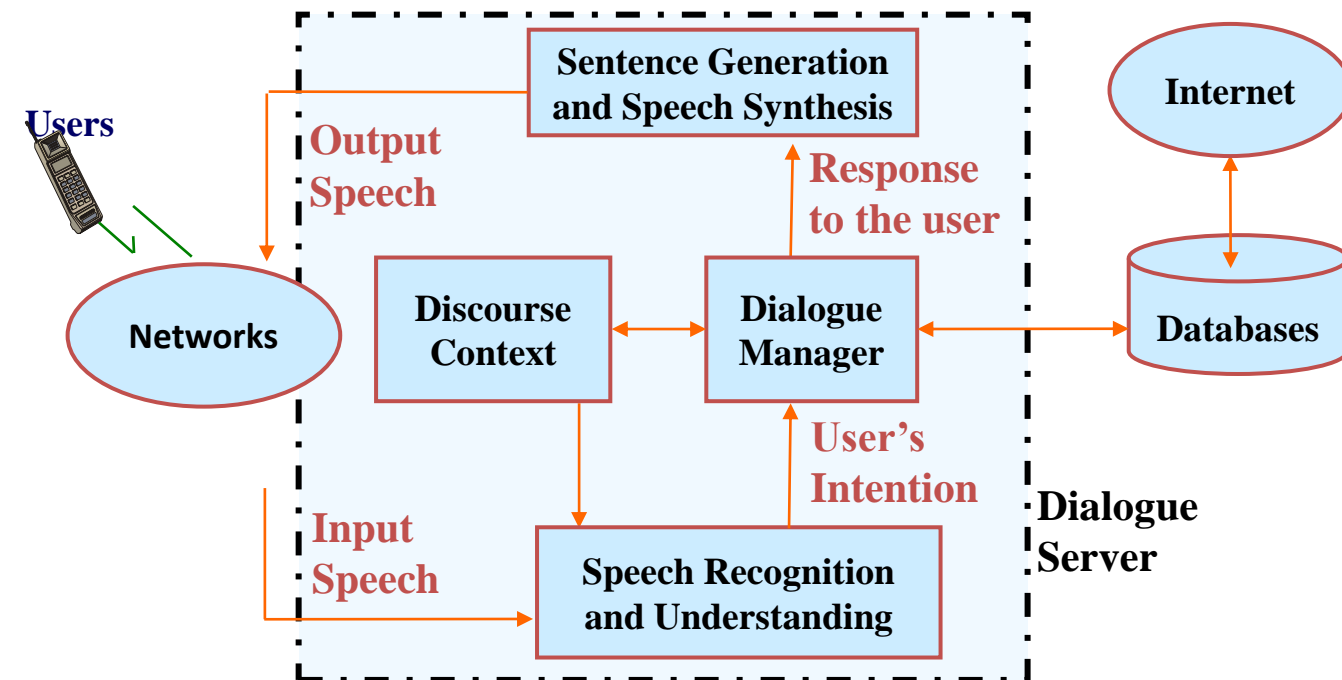 Sentence Generation
and Speech Synthesis
Internet
Users
Output
Speech
Response
to the user
Networks
Discourse
Context
Dialogue
Manager
Databases
User’s
Intention
Input
Speech
Speech Recognition
and Understanding
Dialogue
Server